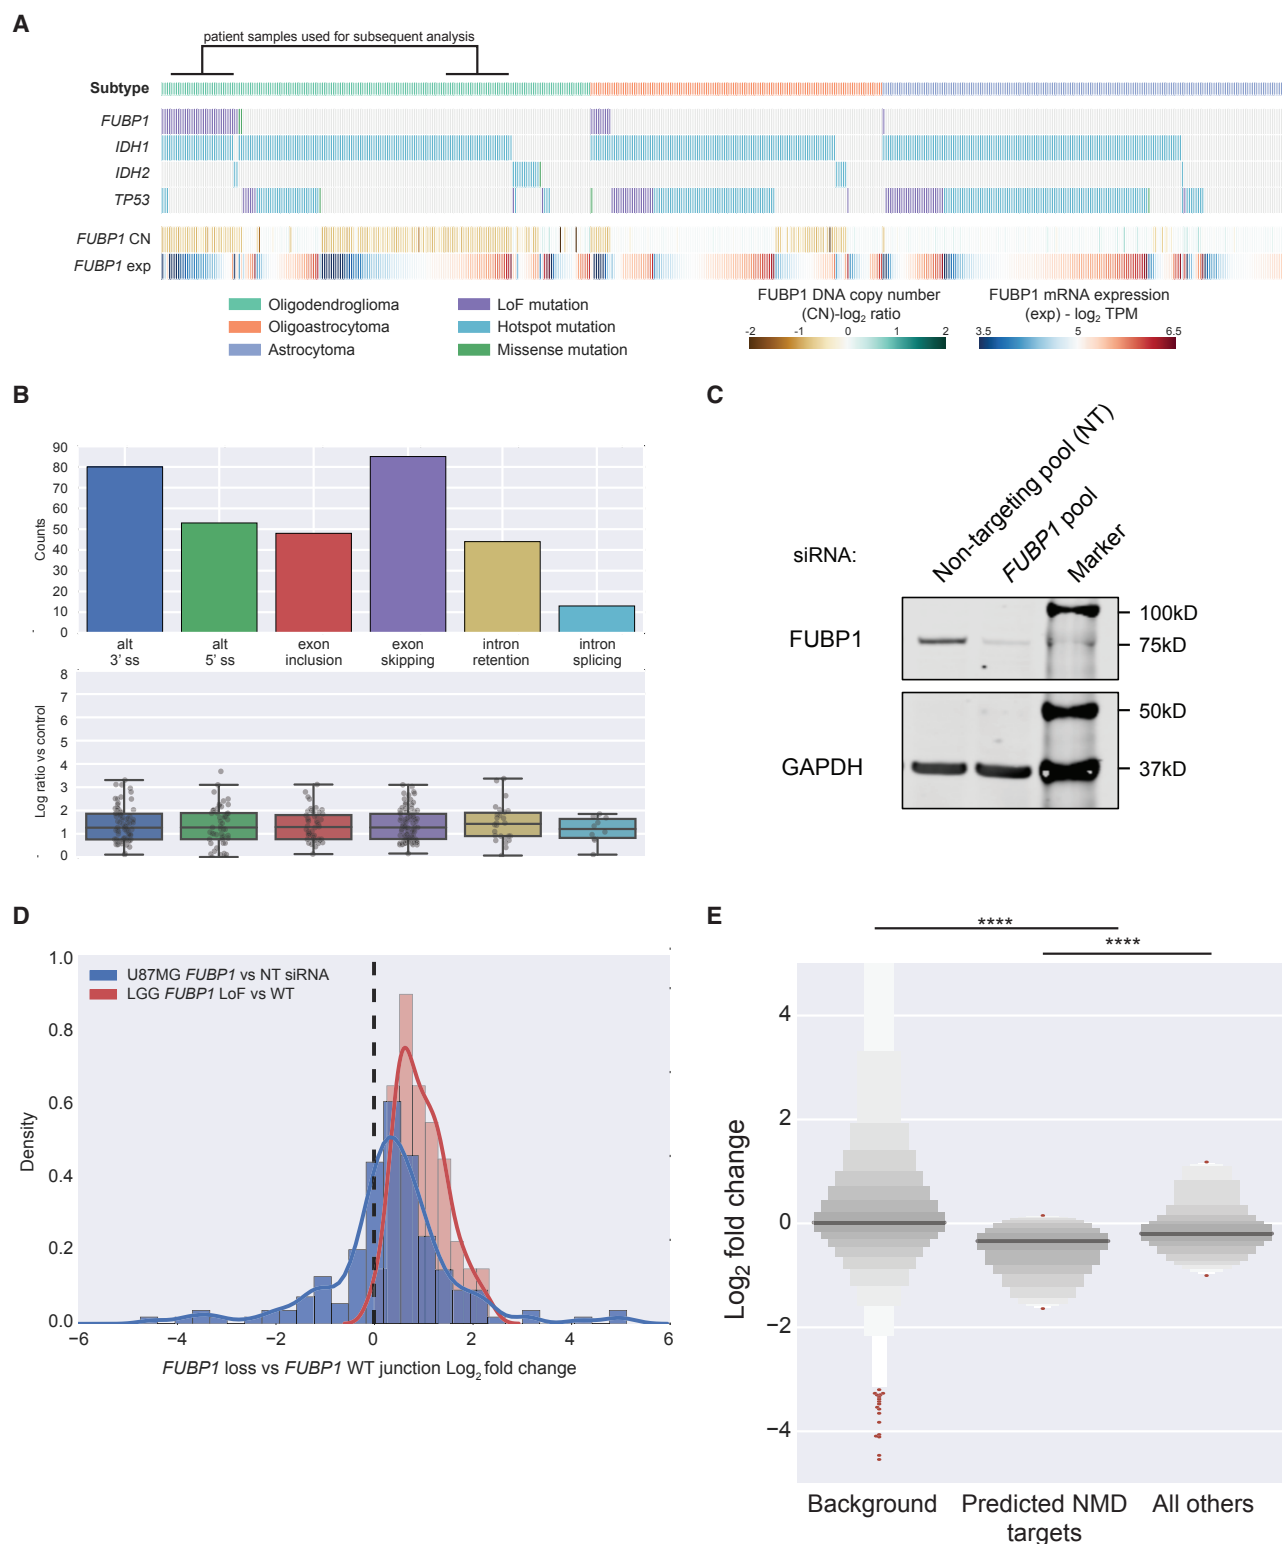 A
patient samples used for subsequent analysis
Subtype
FUBP1
IDH1
IDH2
TP53
FUBP1 CN
FUBP1 exp
Oligodendroglioma
Oligoastrocytoma
Astrocytoma
LoF mutation
Hotspot mutation
Missense mutation
FUBP1 DNA copy number
(CN)-log2 ratio
-2 -1 0 1 2
FUBP1 mRNA expression
(exp) - log2 TPM
3.5 5 6.5
B
Counts
90
80
70
60
50
40
30
20
10
0
alt
3' ss
alt
5' ss
exon
inclusion
exon
skipping
intron
retention
intron
splicing
Log ratio vs control
8
7
6
5
4
3
2
1
0
C
siRNA:
Non-targeting pool (NT)
FUBP1 pool
Marker
FUBP1
100kD
75kD
GAPDH
50kD
37kD
D
U87MG FUBP1 vs NT siRNA
LGG FUBP1 LoF vs WT
Density
1.0
0.8
0.6
0.4
0.2
0.0
−6 −4 −2 0 2 4 6
FUBP1 loss vs FUBP1 WT junction Log2 fold change
E
****
****
Log2 fold change
4
2
0
−2
−4
Background
Predicted NMD
targets
All others